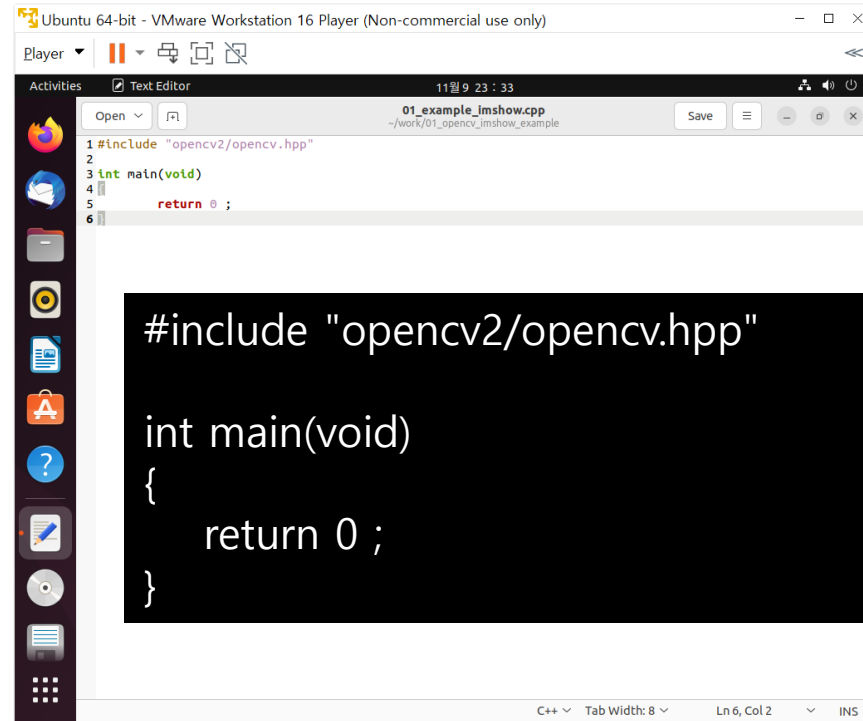 Ubuntu 64-bit - VMware Workstation 16 Player (Non-commercial use only)
Player
Activities Text Editor 11월 9 23 : 33
Open 01_example_imshow.cpp Save
~/work/01_opencv_imshow_example
1 #include "opencv2/opencv.hpp"
2
3 int main(void)
4 {
5 return 0 ;
6 }
#include "opencv2/opencv.hpp"
int main(void)
{
return 0 ;
}
C++ Tab Width: 8 Ln 6, Col 2 INS